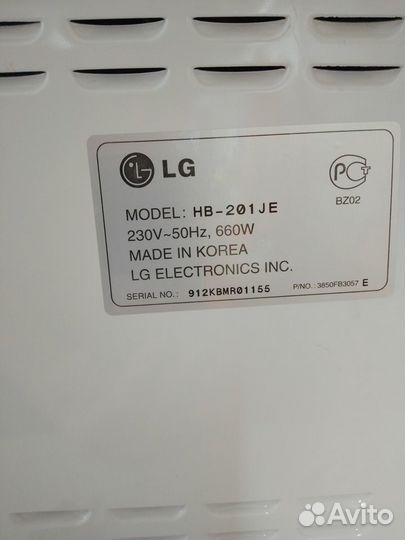 LG
PCT
BZ02
MODEL: HB-201JE
230V~50Hz, 660W
MADE IN KOREA
LG ELECTRONICS INC.
SERIAL NO.: 912KBMR01155
P/NO.: 3850FB3057 E
Avito